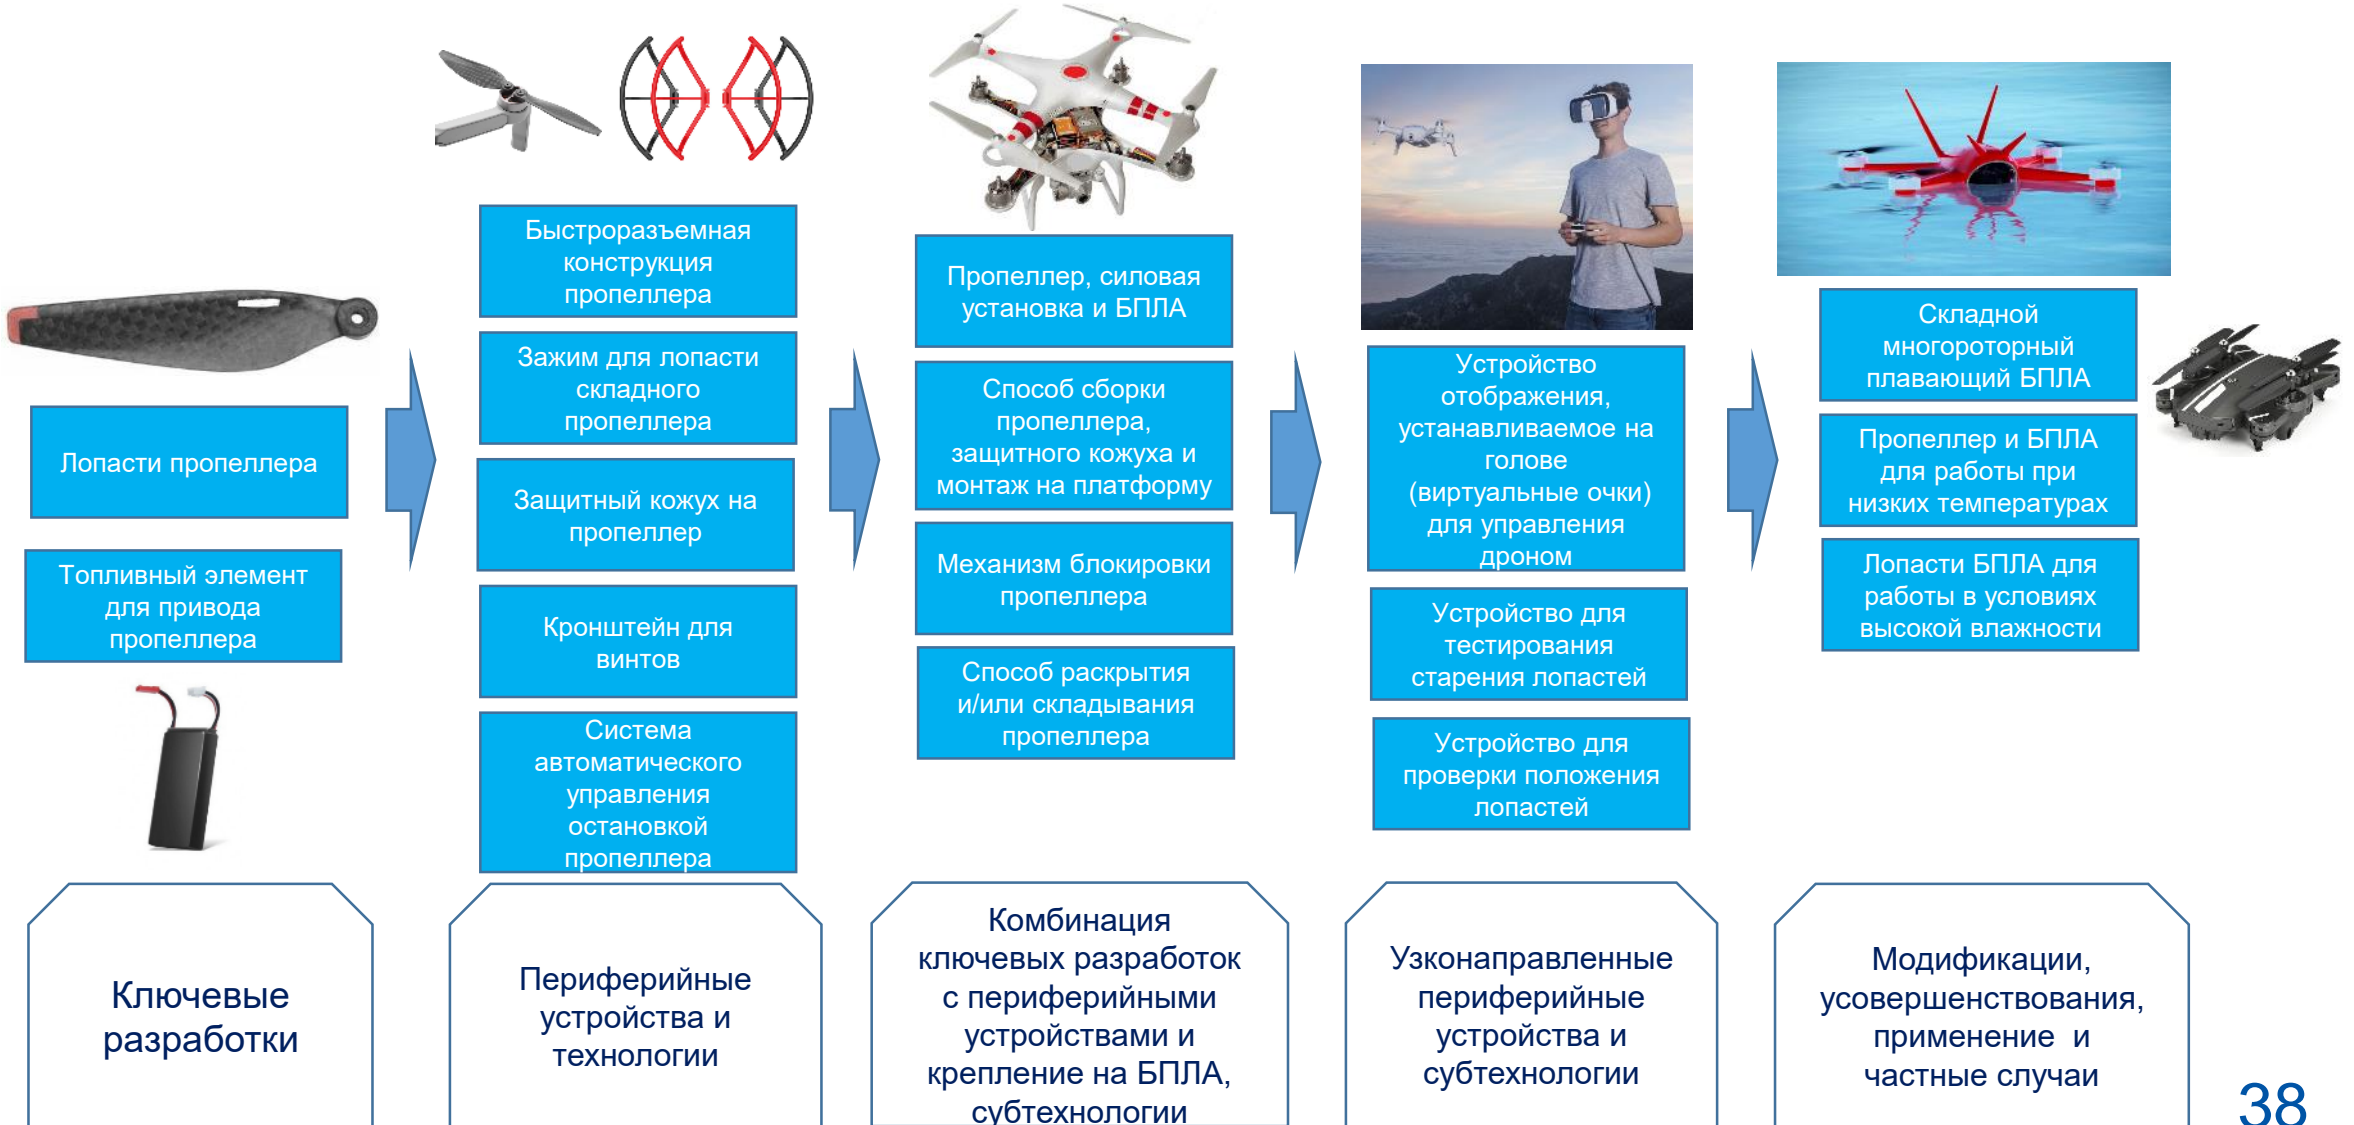 Лопасти пропеллера
Топливный элемент
для привода
пропеллера
Ключевые
разработки
Быстроразъемная
конструкция
пропеллера
Зажим для лопасти
складного
пропеллера
Защитный кожух на
пропеллер
Кронштейн для
винтов
Система
автоматического
управления
остановкой
пропеллера
Периферийные
устройства и
технологии
Пропеллер, силовая
установка и БПЛА
Способ сборки
пропеллера,
защитного кожуха и
монтаж на платформу
Механизм блокировки
пропеллера
Способ раскрытия
и/или складывания
пропеллера
Комбинация
ключевых разработок
с периферийными
устройствами и
крепление на БПЛА,
субтехнологии
Устройство
отображения,
устанавливаемое на
голове
(виртуальные очки)
для управления
дроном
Устройство для
тестирования
старения лопастей
Устройство для
проверки положения
лопастей
Узконаправленные
периферийные
устройства и
субтехнологии
Складной
многороторный
плавающий БПЛА
Пропеллер и БПЛА
для работы при
низких температурах
Лопасти БПЛА для
работы в условиях
высокой влажности
Модификации,
усовершенствования,
применение и
частные случаи
38